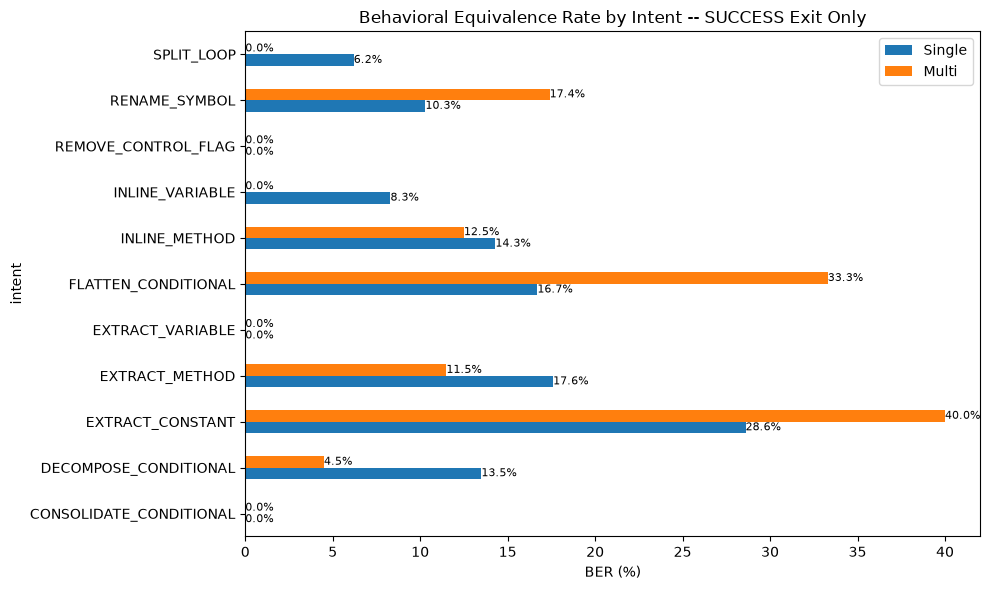 Behavioral Equivalence Rate by Intent -- SUCCESS Exit Only
Single
Multi
SPLIT_LOOP
0.0%
6.2%
RENAME_SYMBOL
17.4%
10.3%
REMOVE_CONTROL_FLAG
0.0%
0.0%
INLINE_VARIABLE
0.0%
8.3%
INLINE_METHOD
12.5%
14.3%
FLATTEN_CONDITIONAL
33.3%
16.7%
EXTRACT_VARIABLE
0.0%
0.0%
EXTRACT_METHOD
11.5%
17.6%
EXTRACT_CONSTANT
40.0%
28.6%
DECOMPOSE_CONDITIONAL
4.5%
13.5%
CONSOLIDATE_CONDITIONAL
0.0%
0.0%
intent
0 5 10 15 20 25 30 35 40
BER (%)